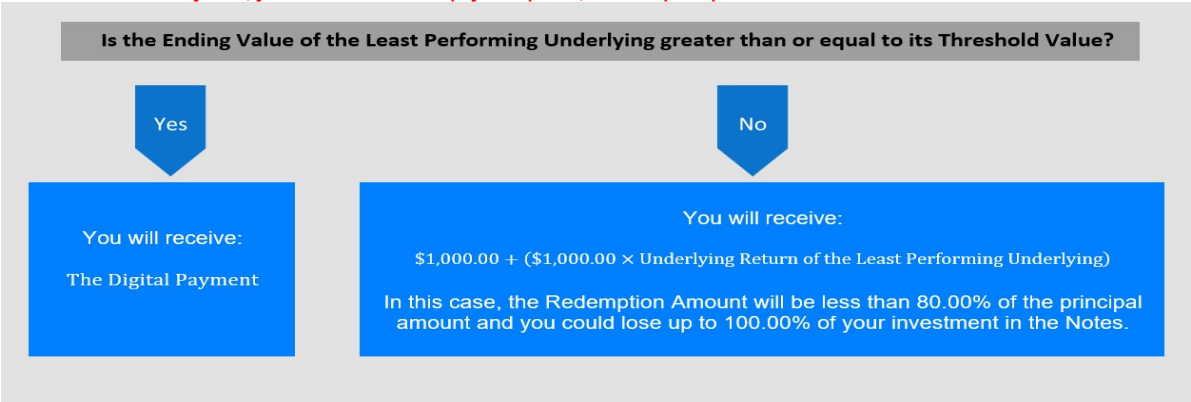 Is the Ending Value of the Least Performing Underlying greater than or equal to its Threshold Value?
Yes
No
You will receive:
The Digital Payment
You will receive:
$1,000.00 + ($1,000.00 × Underlying Return of the Least Performing Underlying)
In this case, the Redemption Amount will be less than 80.00% of the principal
amount and you could lose up to 100.00% of your investment in the Notes.